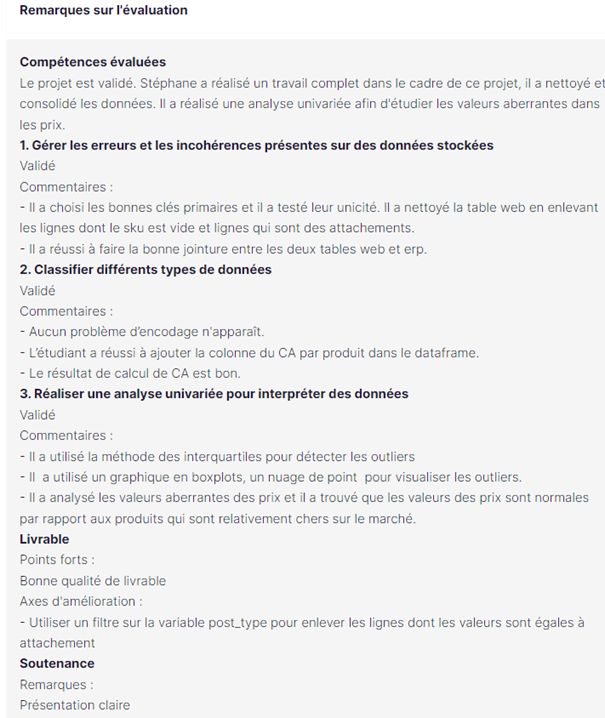 Remarques sur l'évaluation
Compétences évaluées
Le projet est validé. Stéphane a réalisé un travail complet dans le cadre de ce projet, il a nettoyé et
consolidé les données. Il a réalisé une analyse univariée afin d'étudier les valeurs aberrantes dans
les prix.
1. Gérer les erreurs et les incohérences présentes sur des données stockées
Validé
Commentaires :
- Il a choisi les bonnes clés primaires et il a testé leur unicité. Il a nettoyé la table web en enlevant
les lignes dont le sku est vide et lignes qui sont des attachements.
- Il a réussi à faire la bonne jointure entre les deux tables web et erp.
2. Classifier différents types de données
Validé
Commentaires :
- Aucun problème d'encodage n'apparaît.
- L'étudiant a réussi à ajouter la colonne du CA par produit dans le dataframe.
- Le résultat de calcul de CA est bon.
3. Réaliser une analyse univariée pour interpréter des données
Validé
Commentaires :
- Il a utilisé la méthode des interquartiles pour détecter les outliers
- Il  a utilisé un graphique en boxplots, un nuage de point  pour visualiser les outliers.
- Il a analysé les valeurs aberrantes des prix et il a trouvé que les valeurs des prix sont normales
par rapport aux produits qui sont relativement chers sur le marché.
Livrable
Points forts :
Bonne qualité de livrable
Axes d'amélioration :
- Utiliser un filtre sur la variable post_type pour enlever les lignes dont les valeurs sont égales à
attachement
Soutenance
Remarques :
Présentation claire